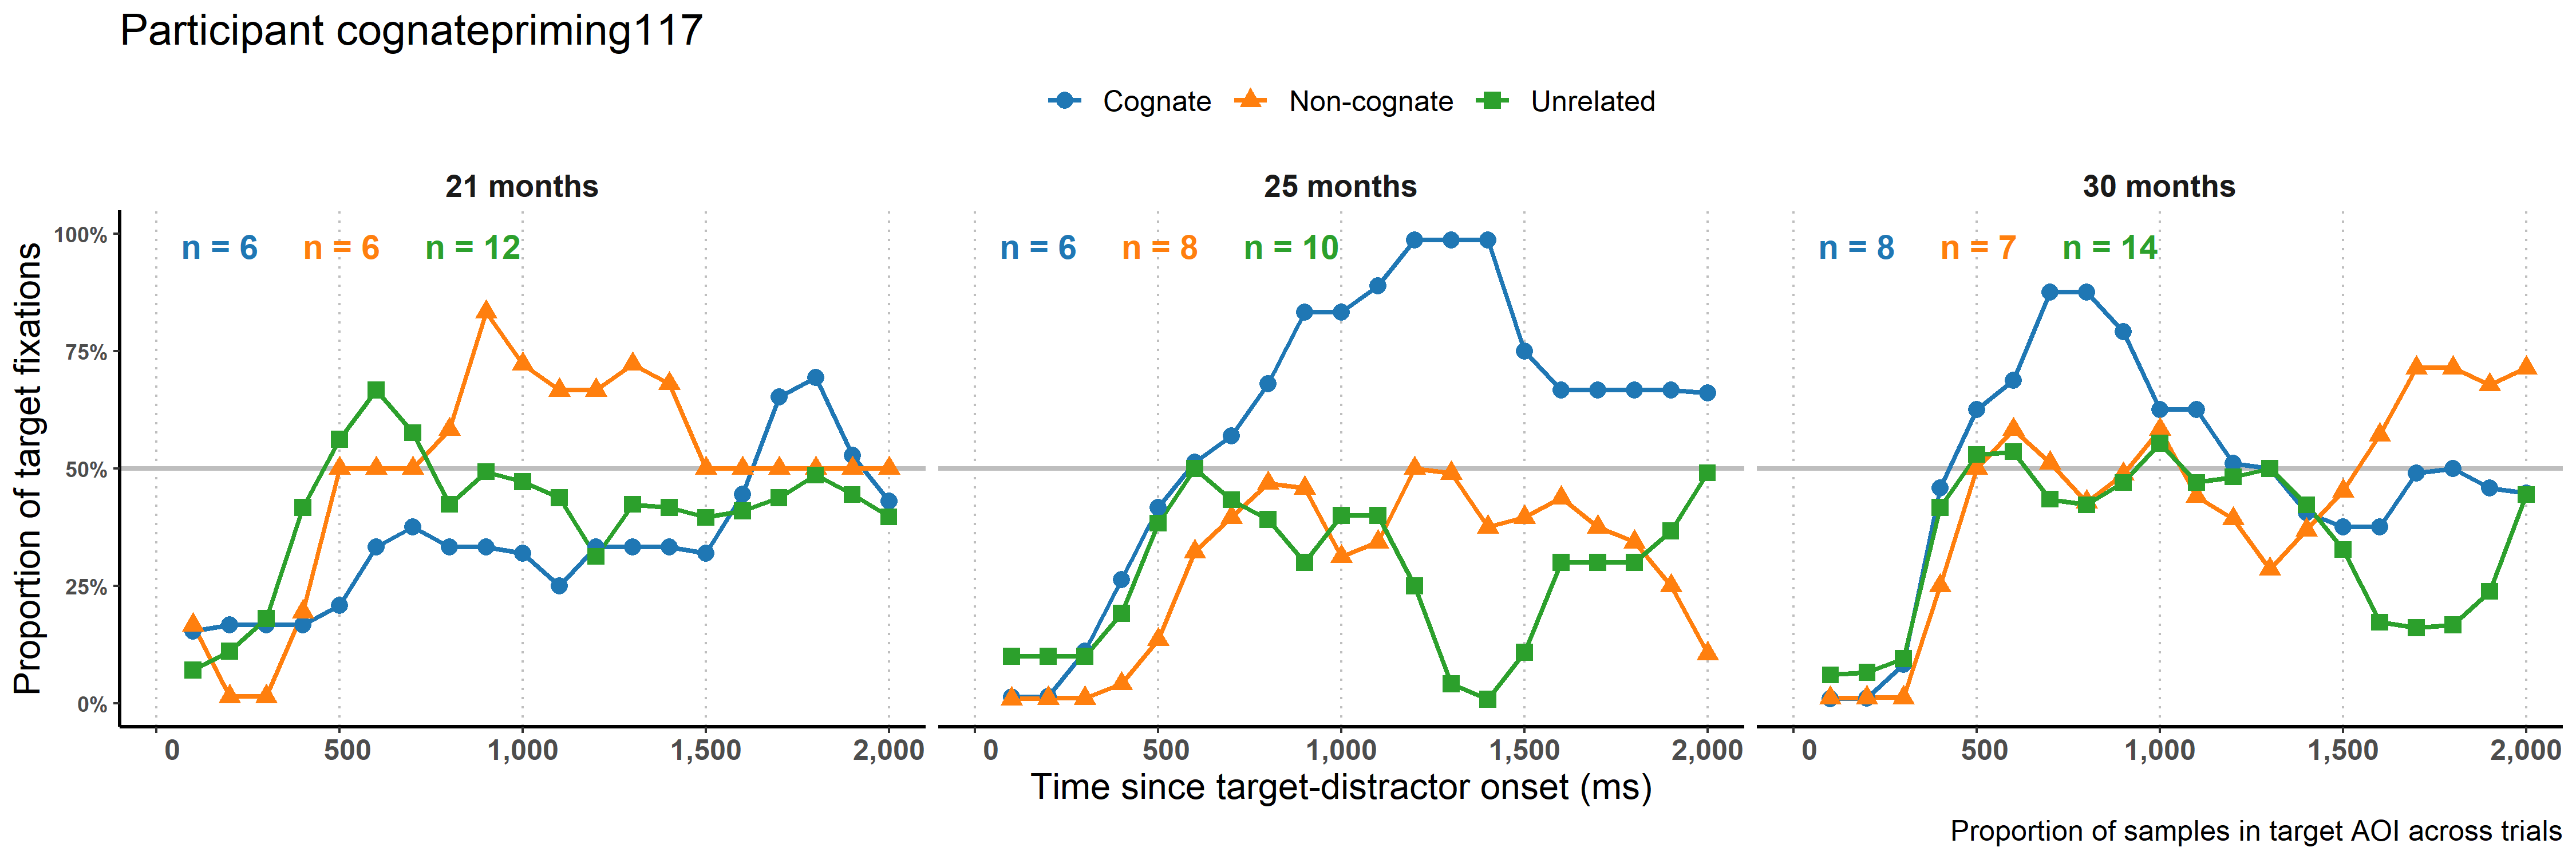 Participant cognatepriming117
Cognate Non-cognate Unrelated
21 months 25 months 30 months
n = 6 n = 6 n = 12 n = 6 n = 8 n = 10 n = 8 n = 7 n = 14
Proportion of target fixations
100%
75%
50%
25%
0%
0 500 1,000 1,500 2,000 0 500 1,000 1,500 2,000 0 500 1,000 1,500 2,000
Time since target-distractor onset (ms)
Proportion of samples in target AOI across trials